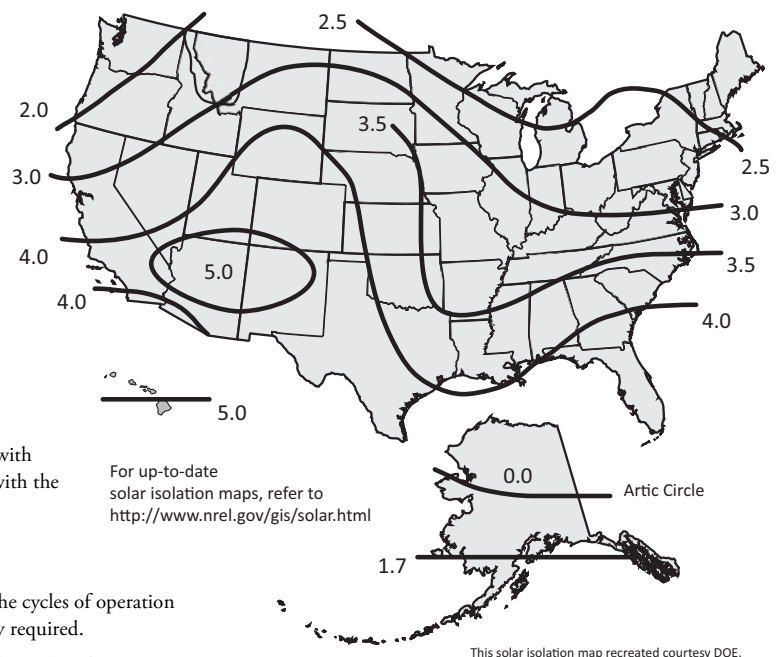 2.5
2.0
3.5
3.0
2.5
3.0
4.0
5.0
3.5
4.0
4.0
5.0
with
with the
For up-to-date
solar isolation maps, refer to
http://www.nrel.gov/gis/solar.html
0.0
Artic Circle
1.7
he cycles of operation
y required.
This solar isolation map recreated courtesy DOE.